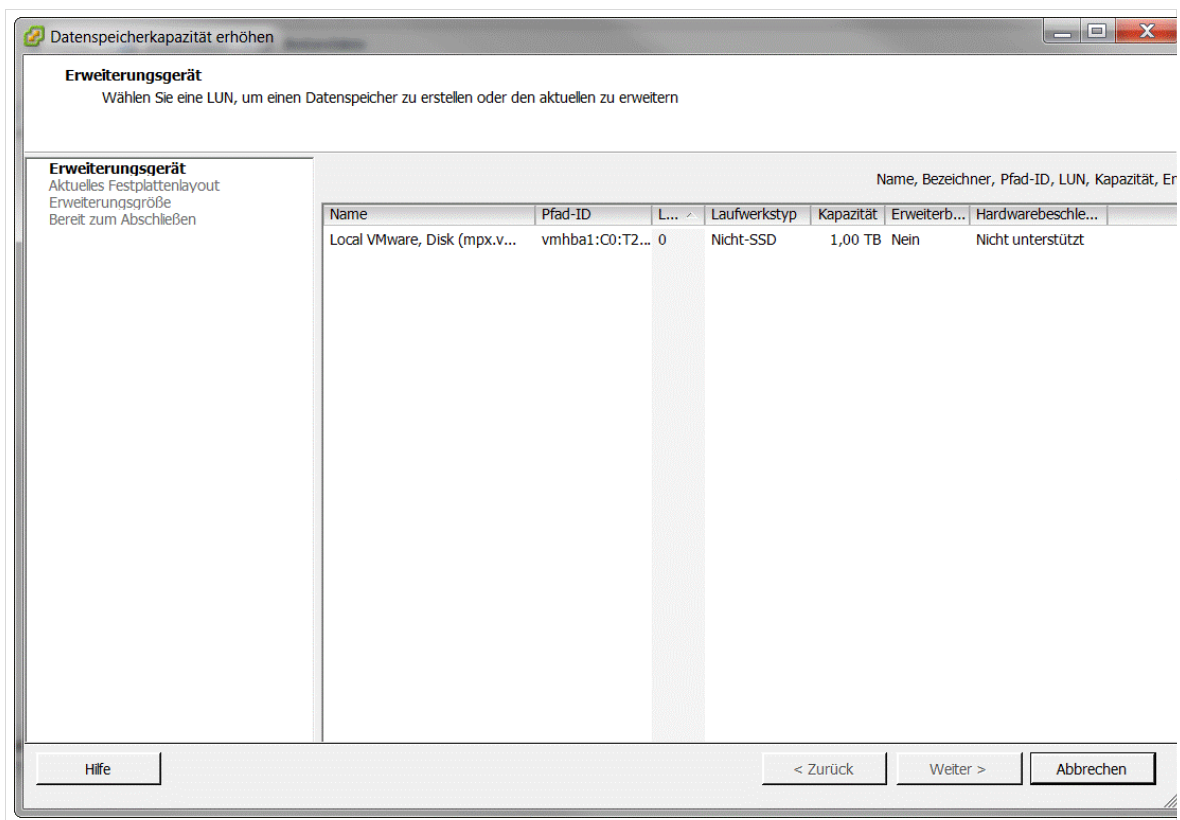 Datenspeicherkapazität erhöhen
Erweiterungsgerät
Wählen Sie eine LUN, um einen Datenspeicher zu erstellen oder den aktuellen zu erweitern
Erweiterungsgerät
Aktuelles Festplattenlayout
Erweiterungsgröße
Bereit zum Abschließen
Name, Bezeichner, Pfad-ID, LUN, Kapazität, Er
Name Pfad-ID L... Laufwerkstyp Kapazität Erweiterb... Hardwarebeschle...
Local VMware, Disk (mpx.v... vmhba1:C0:T2... 0 Nicht-SSD 1,00 TB Nein Nicht unterstützt
Hilfe < Zurück Weiter > Abbrechen